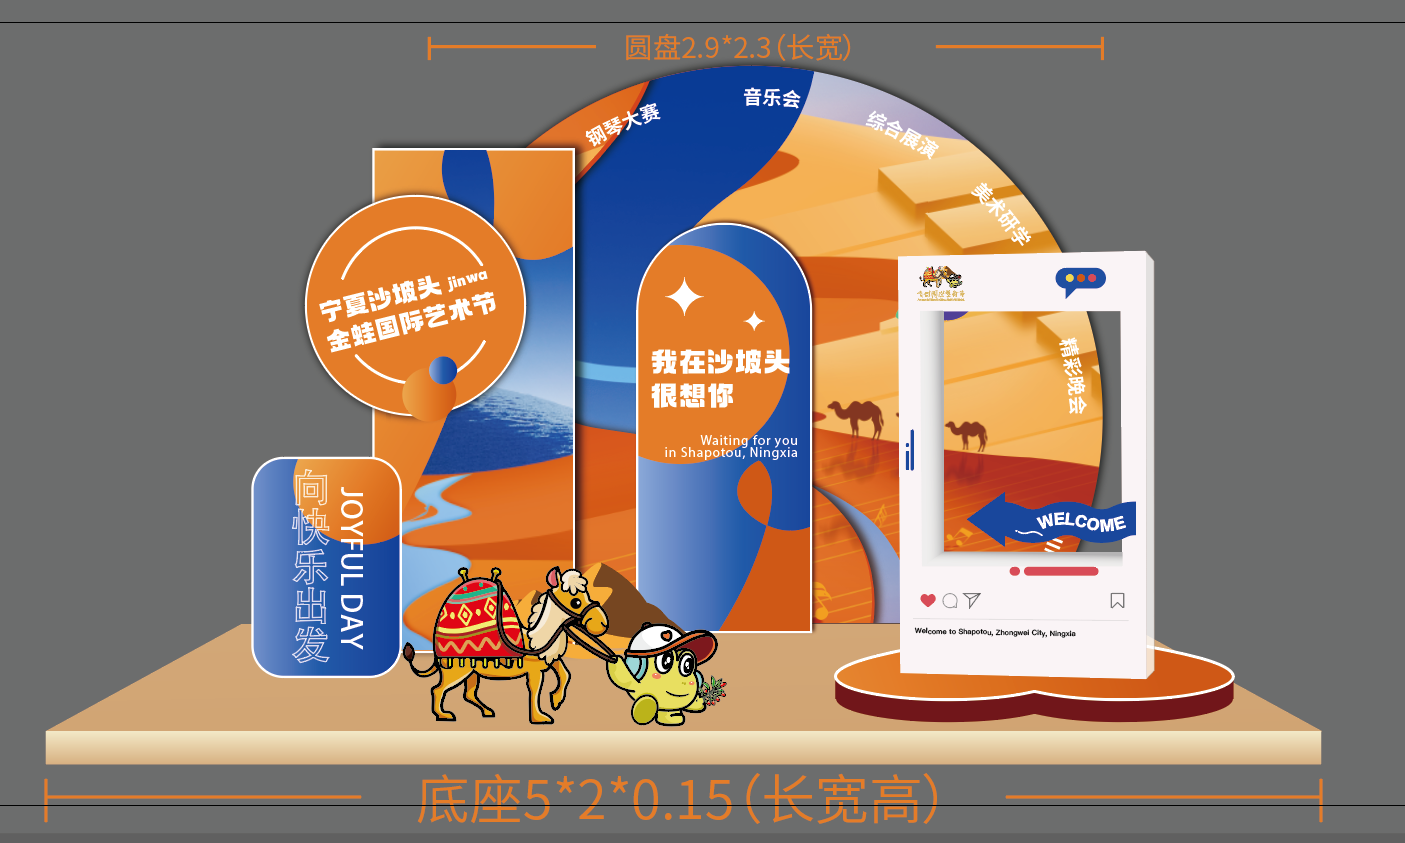 圆盘2.9*2.3(长宽)
钢琴大赛
音乐会
综合展演
美术研学
精彩晚会
宁夏沙坡头 jinwa
金蛙国际艺术节
我在沙坡头
很想你
Waiting for you
in Shapotou, Ningxia
向快乐出发
JOYFUL DAY
WELCOME
Welcome to Shapotou, Zhongwei City, Ningxia
底座5*2*0.15(长宽高)